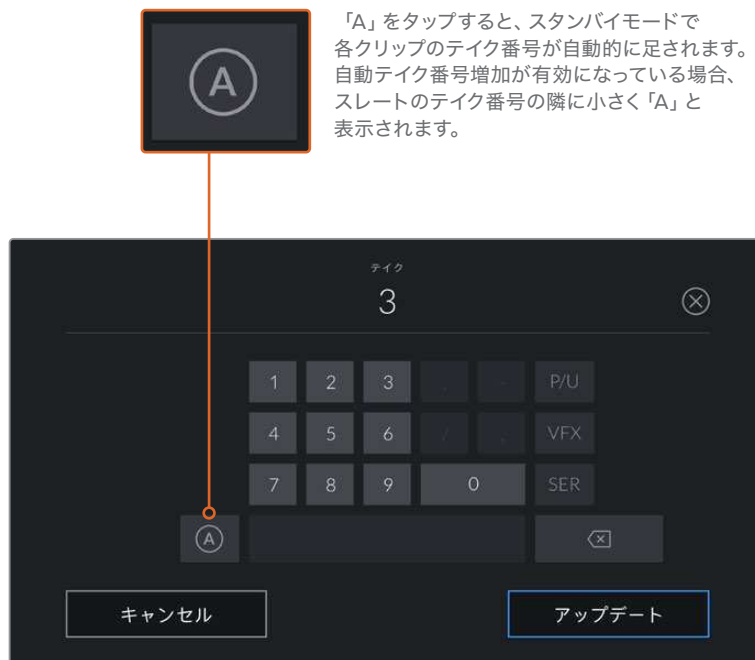 「A」をタップすると、スタンバイモードで
各クリップのテイク番号が自動的に足されます。
自動テイク番号増加が有効になっている場合、
スレートのテイク番号の隣に小さく「A」と
表示されます。
A
テイク
3
1 2 3 P/U
4 5 6 / VFX
7 8 9 0 SER
A
キャンセル アップデート